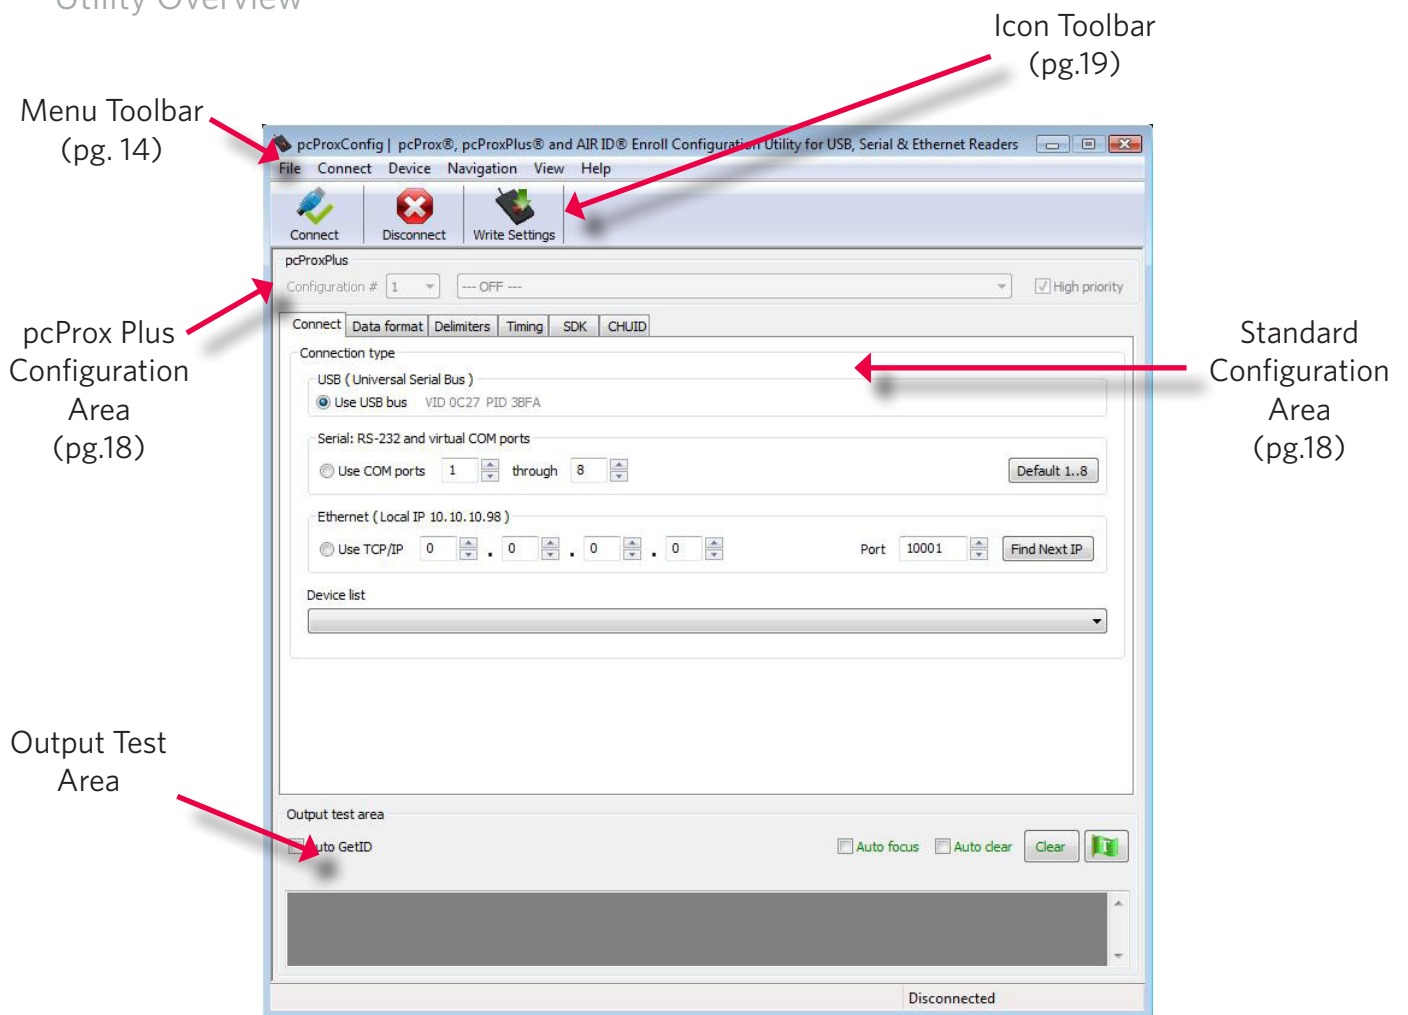 Utility Overview
Icon Toolbar
(pg.19)
Menu Toolbar
(pg. 14)
pcProxConfig | pcProx®, pcProxPlus® and AIR ID® Enroll Configuration Utility for USB, Serial & Ethernet Readers
File Connect Device Navigation View Help
Connect Disconnect Write Settings
pcProxPlus
Configuration # 1 --- OFF --- High priority
pcProx Plus
Configuration
Area
(pg.18)
Connect Data format Delimiters Timing SDK CHUID
Connection type
USB ( Universal Serial Bus )
Use USB bus VID 0C27 PID 3BFA
Standard
Configuration
Area
(pg.18)
Serial: RS-232 and virtual COM ports
Use COM ports 1 through 8 Default 1..8
Ethernet ( Local IP 10.10.10.98 )
Use TCP/IP 0 . 0 . 0 . 0 Port 10001 Find Next IP
Device list
Output Test
Area
Output test area
Auto GetID Auto focus Auto clear Clear
Disconnected